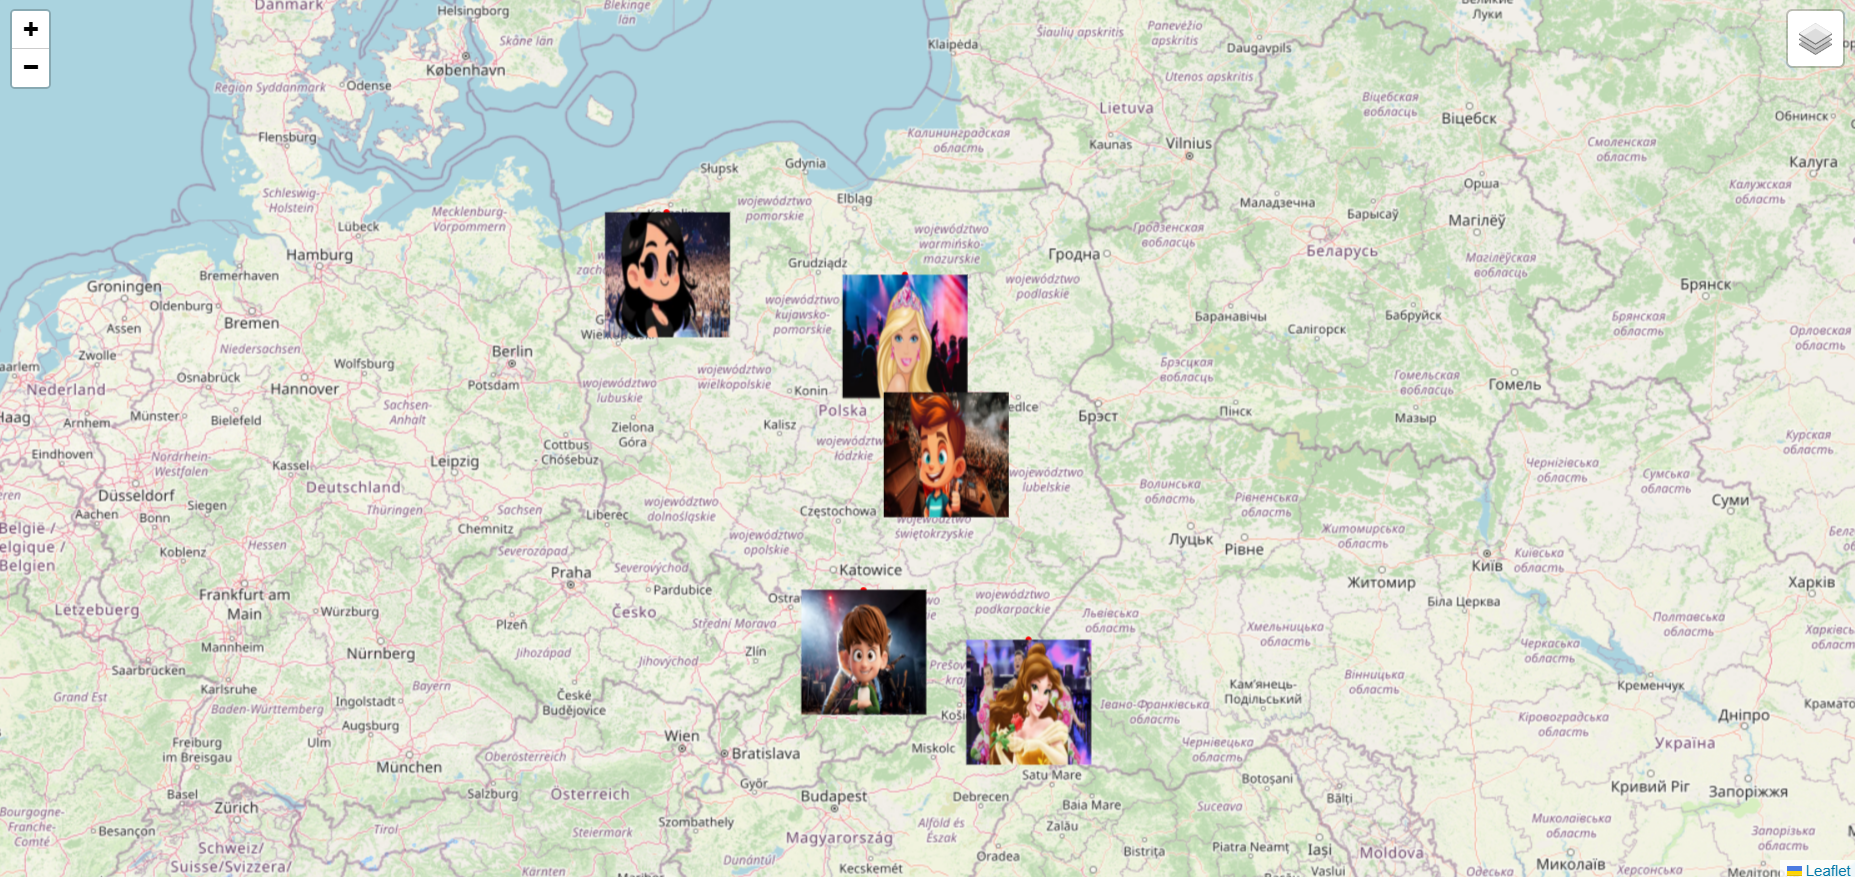 +
−
Danmark
Helsingborg
Blekinge
län
Skåne län
København
Odense
Region Syddanmark
Flensburg
Klaipėda
Šiaulių apskritis
Panevėžio
apskritis
Daugavpils
Великие
Луки
Utenos apskritis
Lietuva
Віцебская
вобласць
Віцебск
Обнинск
Калининградская
область
Kaunas
Vilnius
Смоленская
область
Калуга
Schleswig-
Holstein
Mecklenburg-
Vorpommern
Lübeck
Hamburg
Słupsk
Gdynia
Elbląg
województwo
pomorskie
województwo
warmińsko-
mazurskie
Орша
Маладзечна
Барысаў
Магілёў
Калужская
область
Гродзенская
вобласць
Беларусь
Магілёўская
вобласць
Гродна
Grudziądz
województwo
podlaskie
Groningen
Bremerhaven
Oldenburg
Bremen
Assen
Брянск
województwo
kujawsko-
pomorskie
Баранавічы
Салігорск
Бабруйск
Брянская
область
Орловская
область
Zwolle
Niedersachsen
Wolfsburg
Berlin
Potsdam
Osnabrück
Hannover
Nederland
województwo
lubuskie
województwo
wielkopolskie
Konin
Polska
Брэсцкая
вобласць
Гомельская
вобласць
Гомель
Münster
Bielefeld
Arnhem
Sachsen-
Anhalt
Zielona
Góra
Kalisz
Брэст
Пінск
Мазыр
Курская
область
Eindhoven
Nordrhein-
Westfalen
Kassel
Leipzig
Cottbus
Chóśebuz
województwo
łódzkie
województwo
lubelskie
Волинська
область
Рівненська
область
Чернігівська
область
Сумська
область
Суми
Düsseldorf
Aachen
Bonn
Siegen
Deutschland
Thüringen
Sachsen
Chemnitz
Liberec
województwo
dolnośląskie
Częstochowa
województwo
świętokrzyskie
België /
Belgien
Koblenz
Hessen
Severozápad
Severovýchod
województwo
opolskie
Луцьк
Рівне
Житомирська
область
Київ
Київська
область
Praha
Katowice
Житомир
Харків
Frankfurt am
Main
Würzburg
Pardubice
województwo
podkarpackie
Львівська
область
Біла Церква
Letzebuerg
Plzeň
Česko
Střední Morava
Хмельницька
область
Полтавська
область
Черкаська
область
Mannheim
Nürnberg
Jihozápad
Jihovýchod
Zlín
Saarbrücken
Karlsruhe
Bayern
Вінницька
область
Кременчук
Grand Est
Baden-Württemberg
Ingolstadt
České
Budějovice
Івано-Франківська
область
Кам'янець-
Подільський
Кіровоградська
область
Дніпро
Augsburg
Freiburg
im Breisgau
Ulm
Wien
Bratislava
Miskolc
Чернівецька
область
Україна
München
Oberösterreich
Satu Mare
Botoșani
Basel
Zürich
Salzburg
Österreich
Győr
Budapest
Debrecen
Baia Mare
Suceava
Bălți
Кривий Ріг
Запоріжжя
Bourgogne-
Franche-
Comté
Besançon
Tirol
Steiermark
Szombathely
Magyarország
Alföld és
Észak
Zalău
Миколаївська
область
Запорізька
область
Schweiz/
Suisse/Svizzera/
Kärnten
Dunántúl
Kecskemét
Oradea
Bistrița
Piatra Neamț
Iași
Vaslui
Moldova
Одеська
Миколаїв
Херсонська
Leaflet